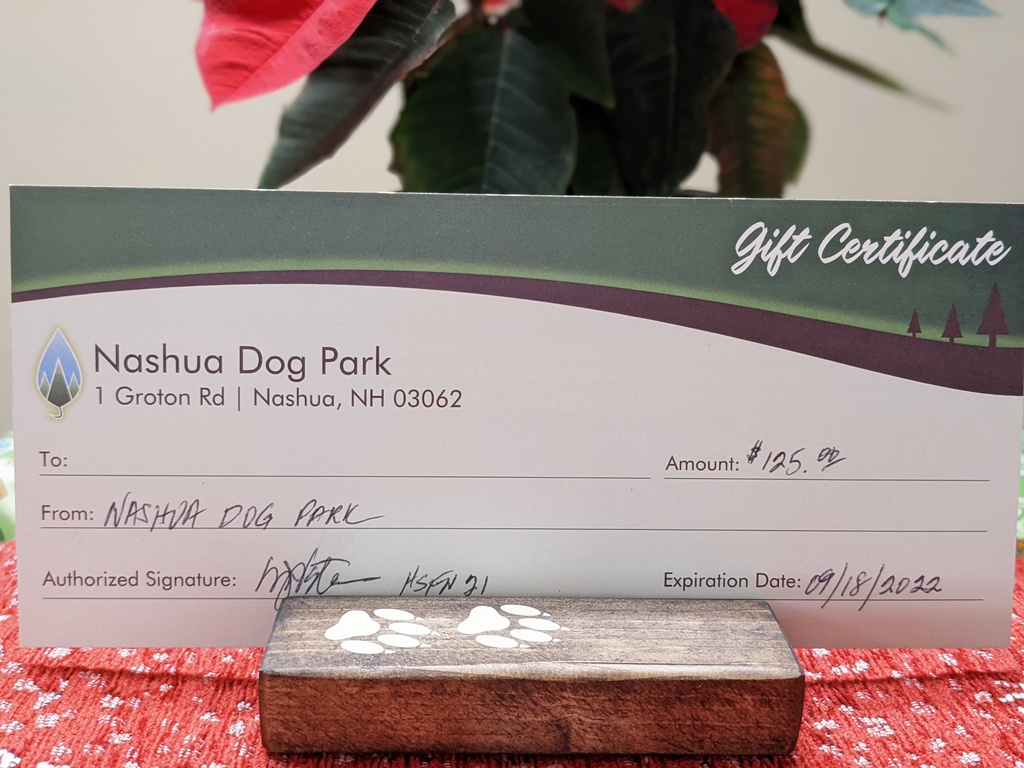 Gift Certificate
Nashua Dog Park
1 Groton Rd | Nashua, NH 03062
To:
Amount: $125.00
From: NASHUA DOG PARK
Authorized Signature: HSFN 21
Expiration Date: 09/18/2022